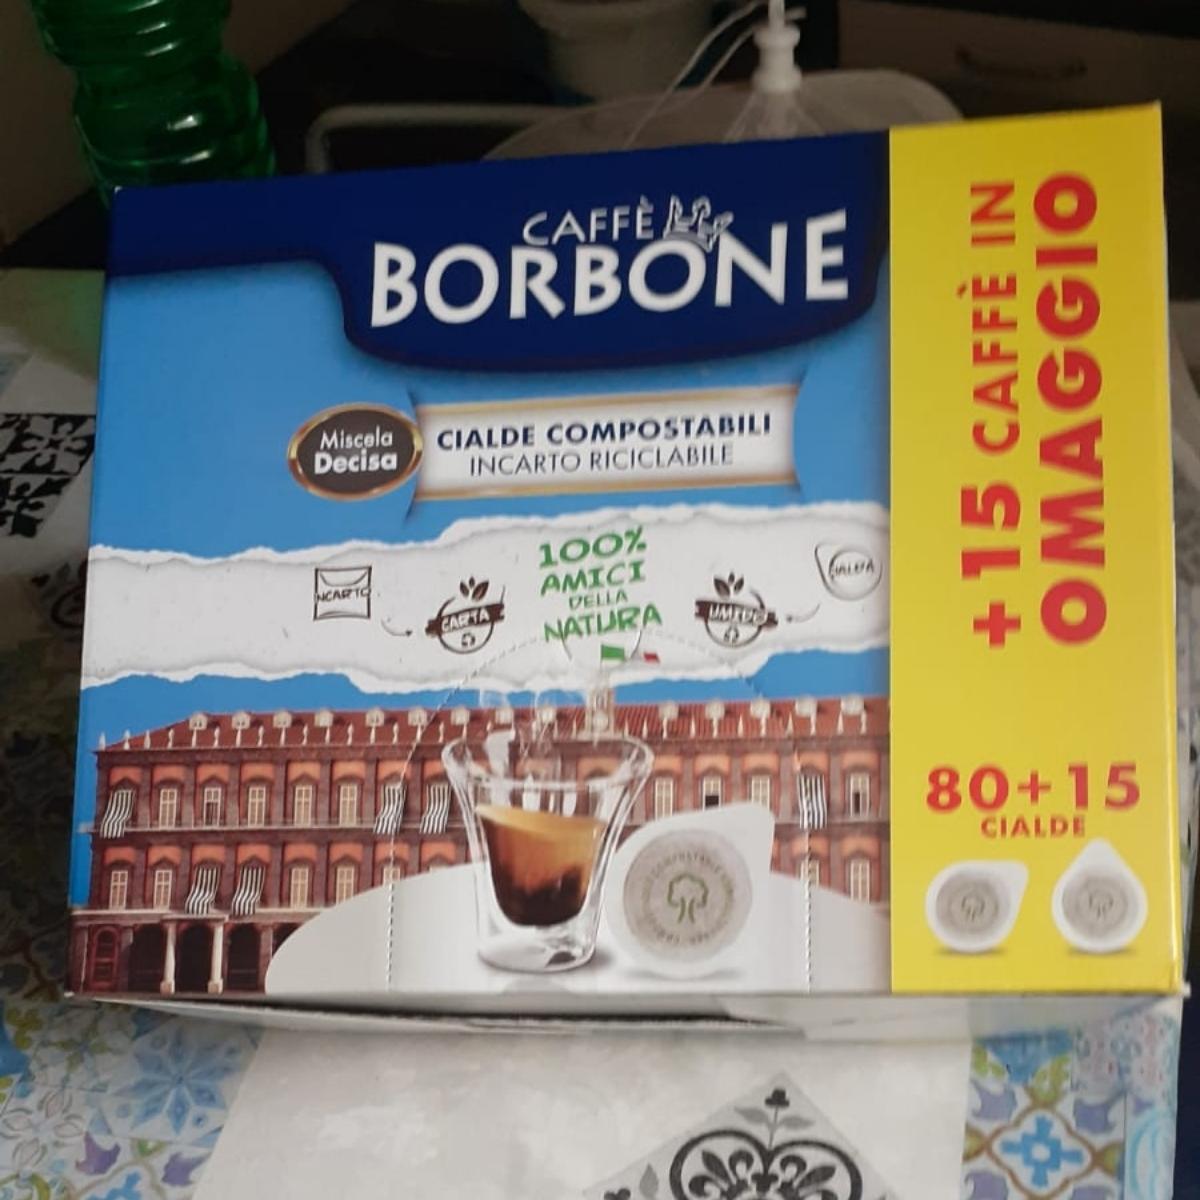 CAFFÈ
BORBONE
Miscela
Decisa
CIALDE COMPOSTABILI
INCARTO RICICLABILE
100%
AMICI
DELLA
NATURA
INCARTO
CARTA
UMIDO
CIALDA
+15 CAFFÈ IN
OMAGGIO
80+15
CIALDE